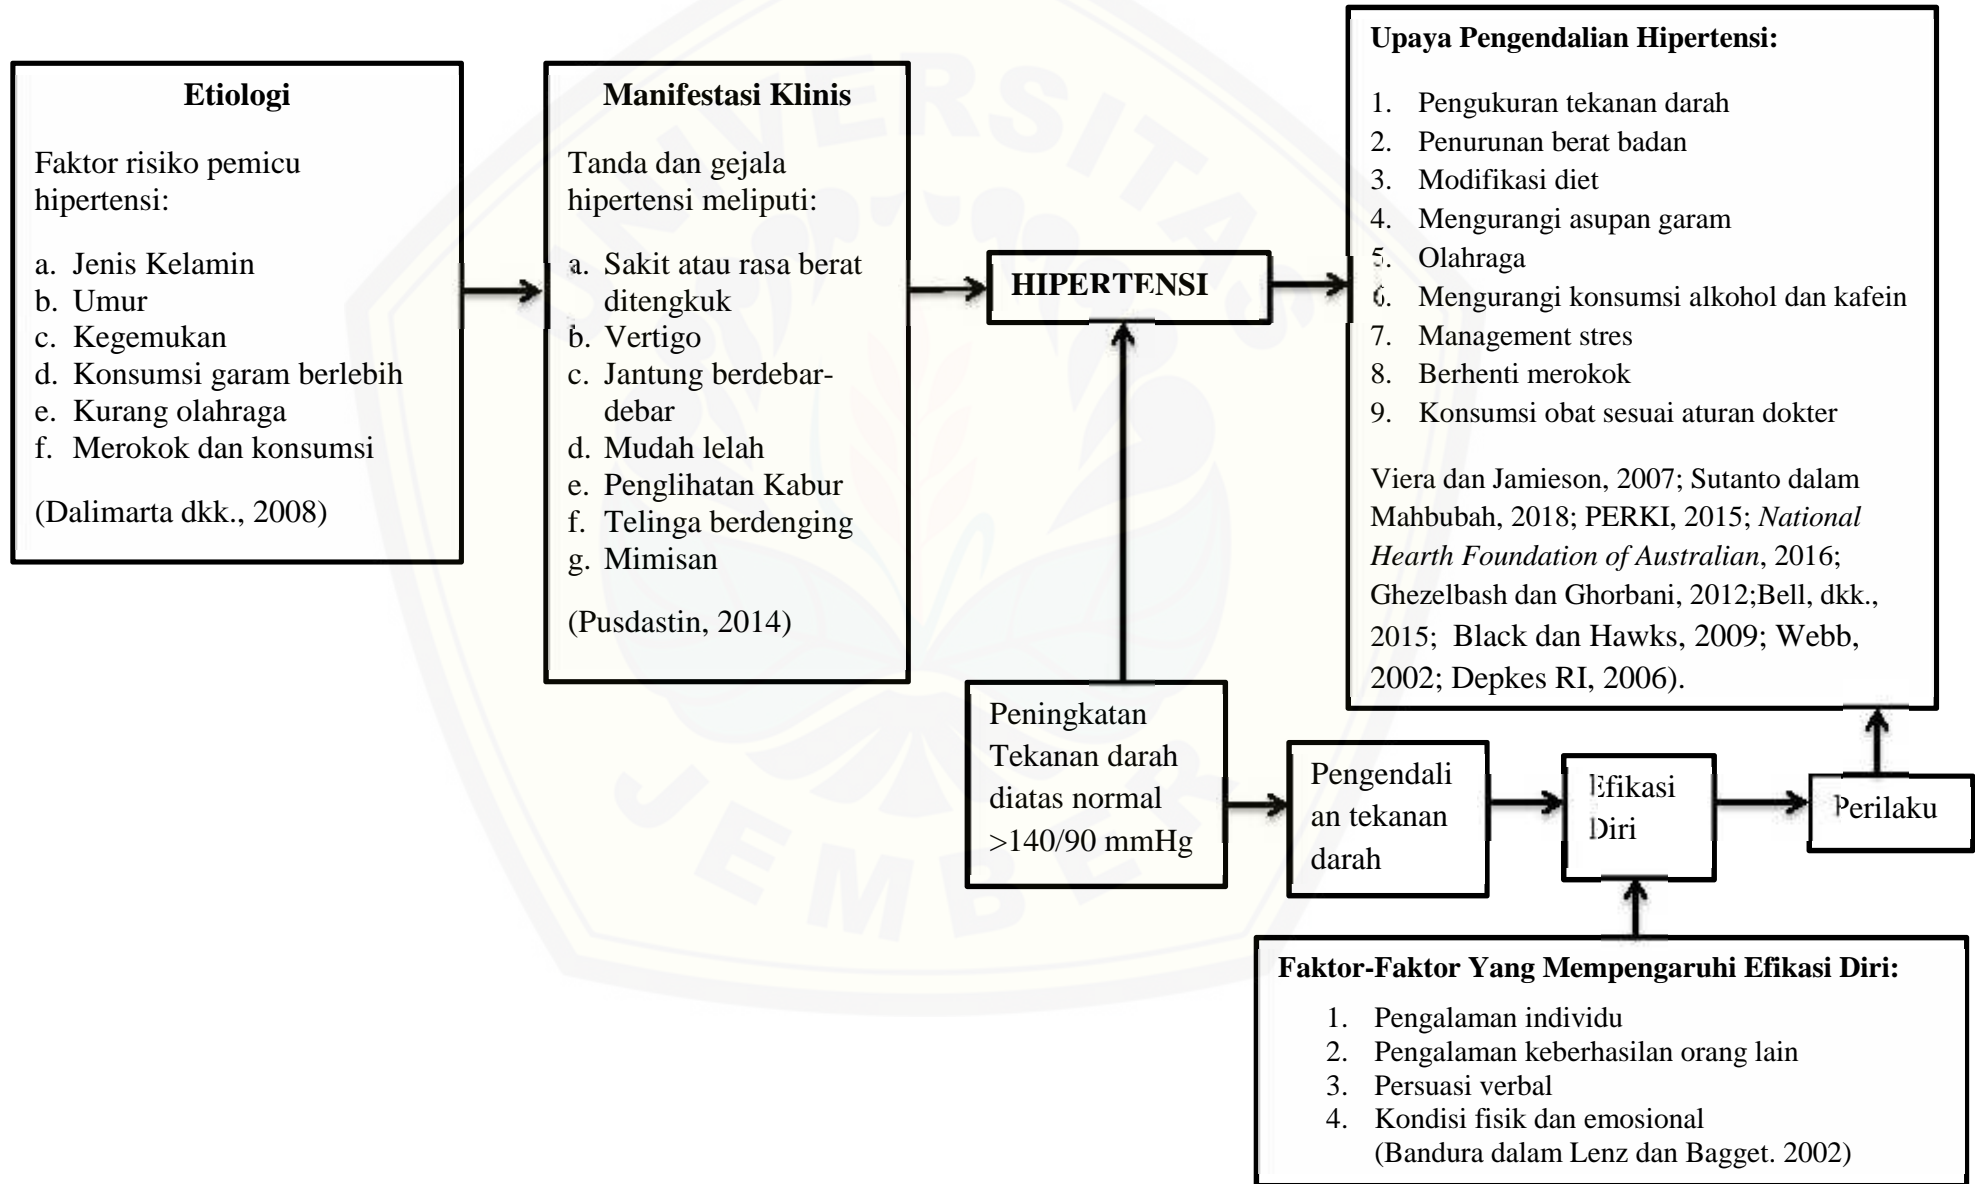 Etiologi
Faktor risiko pemicu
hipertensi:
a. Jenis Kelamin
b. Umur
c. Kegemukan
d. Konsumsi garam berlebih
e. Kurang olahraga
f. Merokok dan konsumsi
(Dalimarta dkk., 2008)
Manifestasi Klinis
Tanda dan gejala
hipertensi meliputi:
a. Sakit atau rasa berat
ditengkuk
b. Vertigo
c. Jantung berdebar-
debar
d. Mudah lelah
e. Penglihatan Kabur
f. Telinga berdenging
g. Mimisan
(Pusdastin, 2014)
HIPERTENSI
Upaya Pengendalian Hipertensi:
1. Pengukuran tekanan darah
2. Penurunan berat badan
3. Modifikasi diet
4. Mengurangi asupan garam
5. Olahraga
6. Mengurangi konsumsi alkohol dan kafein
7. Management stres
8. Berhenti merokok
9. Konsumsi obat sesuai aturan dokter
Viera dan Jamieson, 2007; Sutanto dalam
Mahbubah, 2018; PERKI, 2015; National
Hearth Foundation of Australian, 2016;
Ghezelbash dan Ghorbani, 2012;Bell, dkk.,
2015; Black dan Hawks, 2009; Webb,
2002; Depkes RI, 2006).
Peningkatan
Tekanan darah
diatas normal
>140/90 mmHg
Pengendali
an tekanan
darah
Efikasi
Diri
Perilaku
Faktor-Faktor Yang Mempengaruhi Efikasi Diri:
1. Pengalaman individu
2. Pengalaman keberhasilan orang lain
3. Persuasi verbal
4. Kondisi fisik dan emosional
(Bandura dalam Lenz dan Bagget. 2002)
UNIVERSITAS
JEMBER